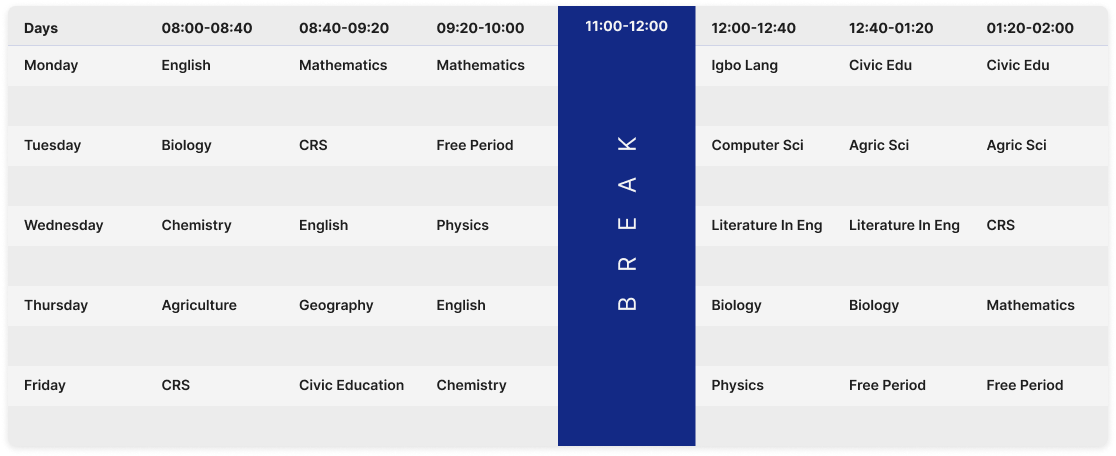 Days 08:00-08:40 08:40-09:20 09:20-10:00 11:00-12:00 12:00-12:40 12:40-01:20 01:20-02:00
Monday English Mathematics Mathematics Igbo Lang Civic Edu Civic Edu
Tuesday Biology CRS Free Period Computer Sci Agric Sci Agric Sci
Wednesday Chemistry English Physics Literature In Eng Literature In Eng CRS
Thursday Agriculture Geography English Biology Biology Mathematics
Friday CRS Civic Education Chemistry Physics Free Period Free Period
BREAK